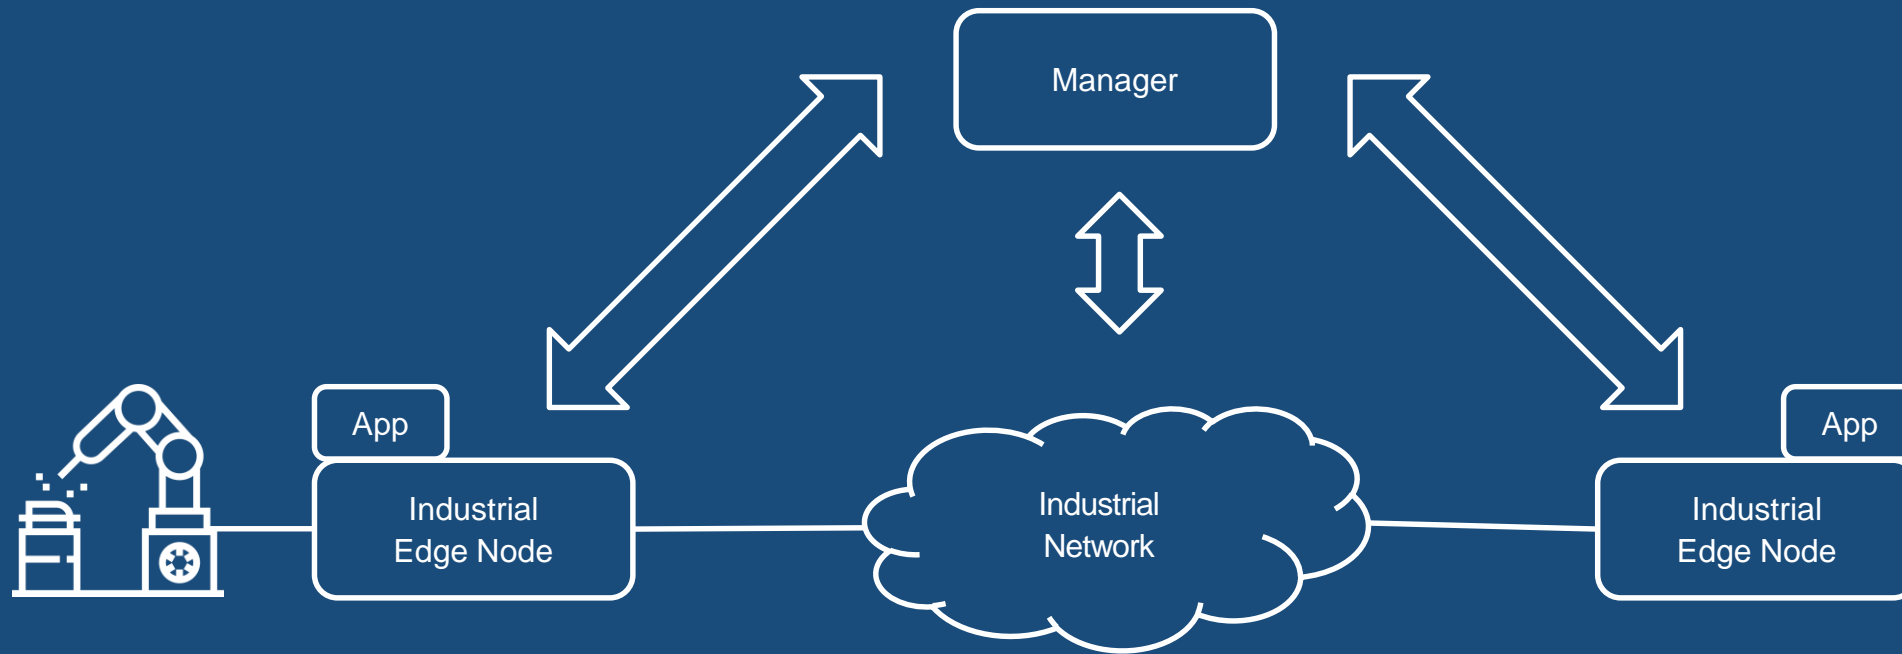 Manager
App
Industrial
Edge Node
Industrial
Network
App
Industrial
Edge Node